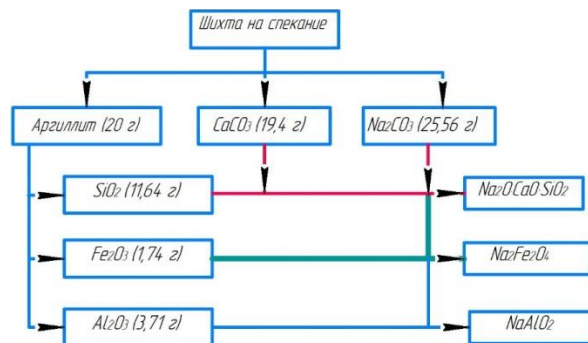 Шихта на спекание
Аргиллит (20 г)
CaCO₃ (19,4 г)
Na₂CO₃ (25,56 г)
SiO₂ (11,64 г)
Na₂O.CaO.SiO₂
Fe₂O₃ (1,74 г)
Na₂Fe₂O₄
Al₂O₃ (3,71 г)
NaAlO₂